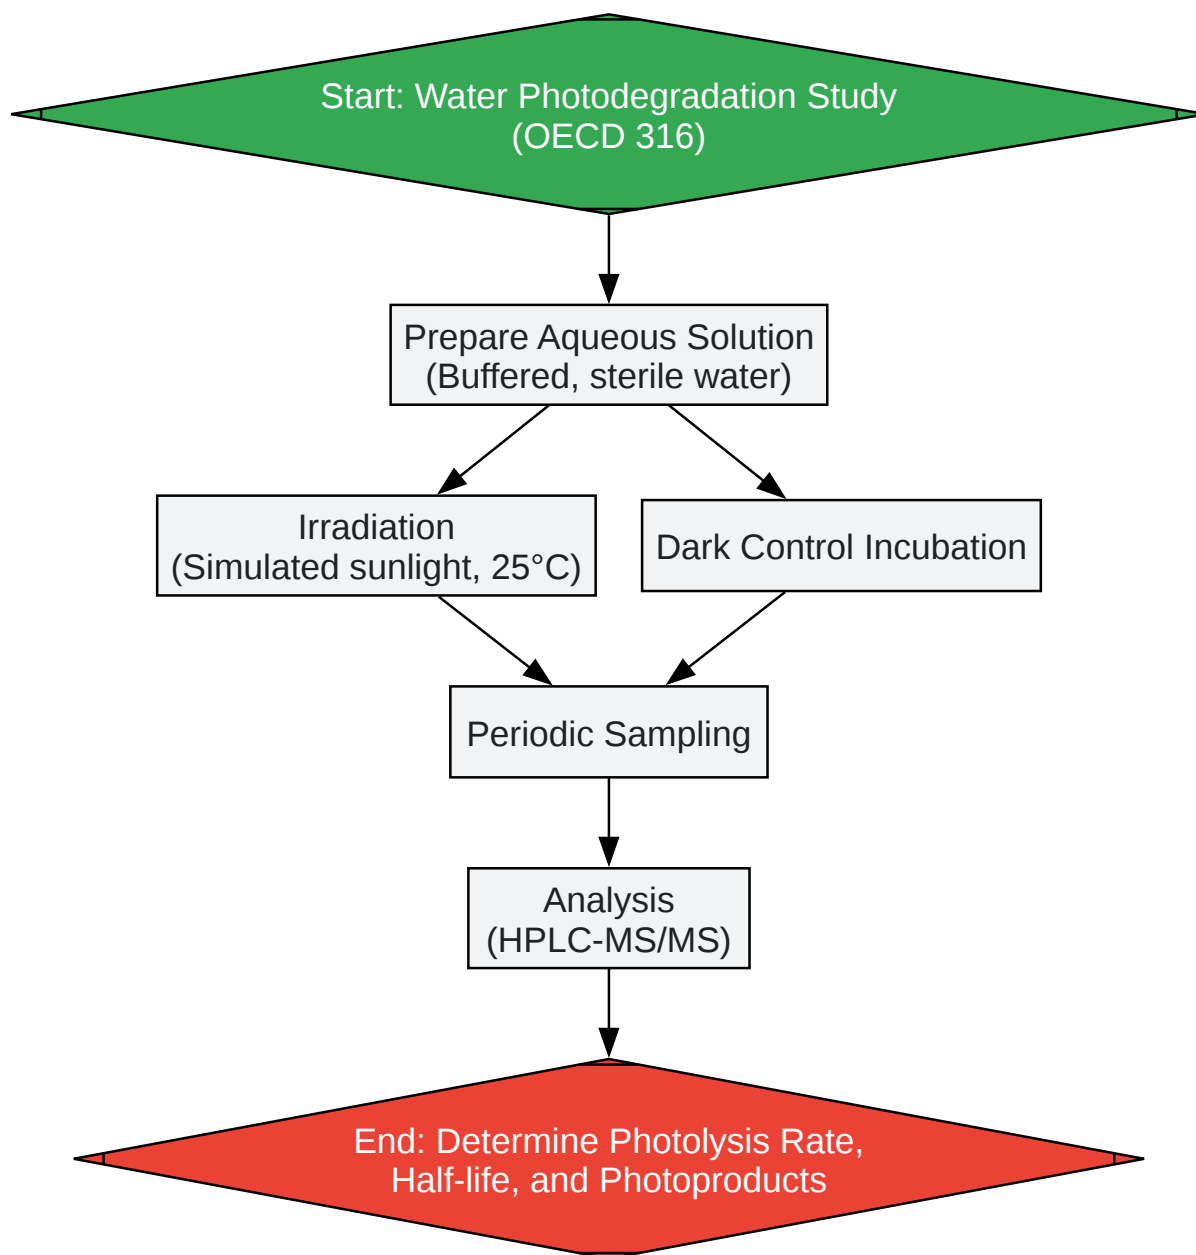 Start: Water Photodegradation Study
(OECD 316)
Prepare Aqueous Solution
(Buffered, sterile water)
Irradiation
(Simulated sunlight, 25°C)
Dark Control Incubation
Periodic Sampling
Analysis
(HPLC-MS/MS)
End: Determine Photolysis Rate,
Half-life, and Photoproducts